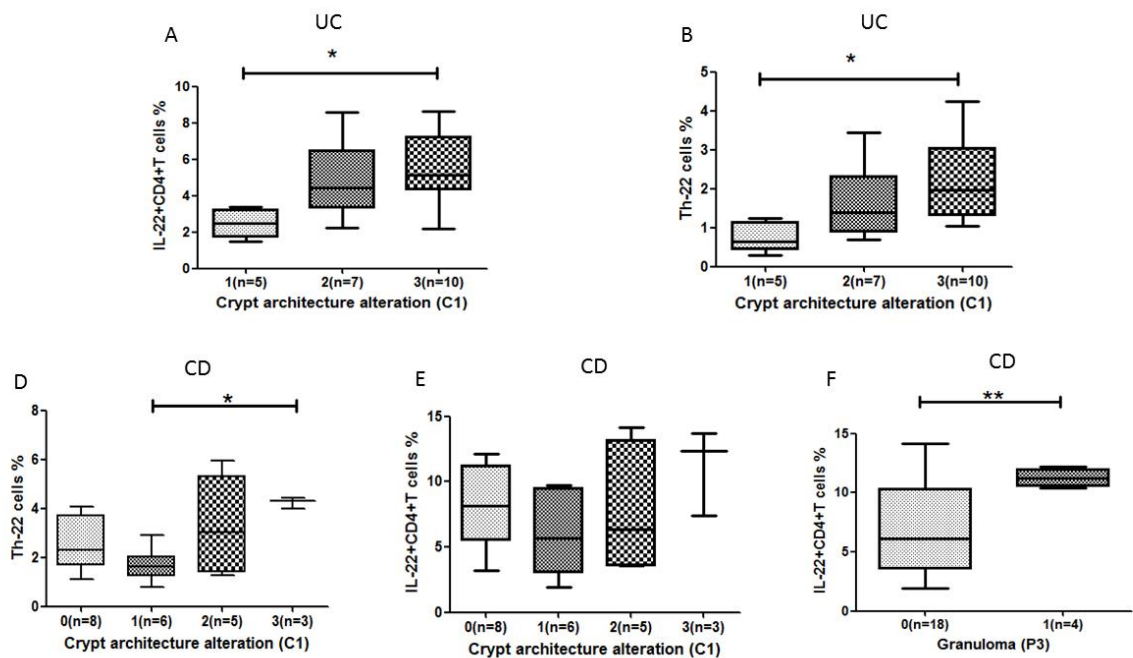 A
UC
*
IL-22+CD4+T cells %
10
8
6
4
2
0
1(n=5) 2(n=7) 3(n=10)
Crypt architecture alteration (C1)
B
UC
*
Th-22 cells %
5
4
3
2
1
0
1(n=5) 2(n=7) 3(n=10)
Crypt architecture alteration (C1)
D
CD
*
Th-22 cells %
8
6
4
2
0
0(n=8) 1(n=6) 2(n=5) 3(n=3)
Crypt architecture alteration (C1)
E
CD
IL-22+CD4+T cells %
15
10
5
0
0(n=8) 1(n=6) 2(n=5) 3(n=3)
Crypt architecture alteration (C1)
F
CD
**
IL-22+CD4+T cells %
15
10
5
0
0(n=18) 1(n=4)
Granuloma (P3)